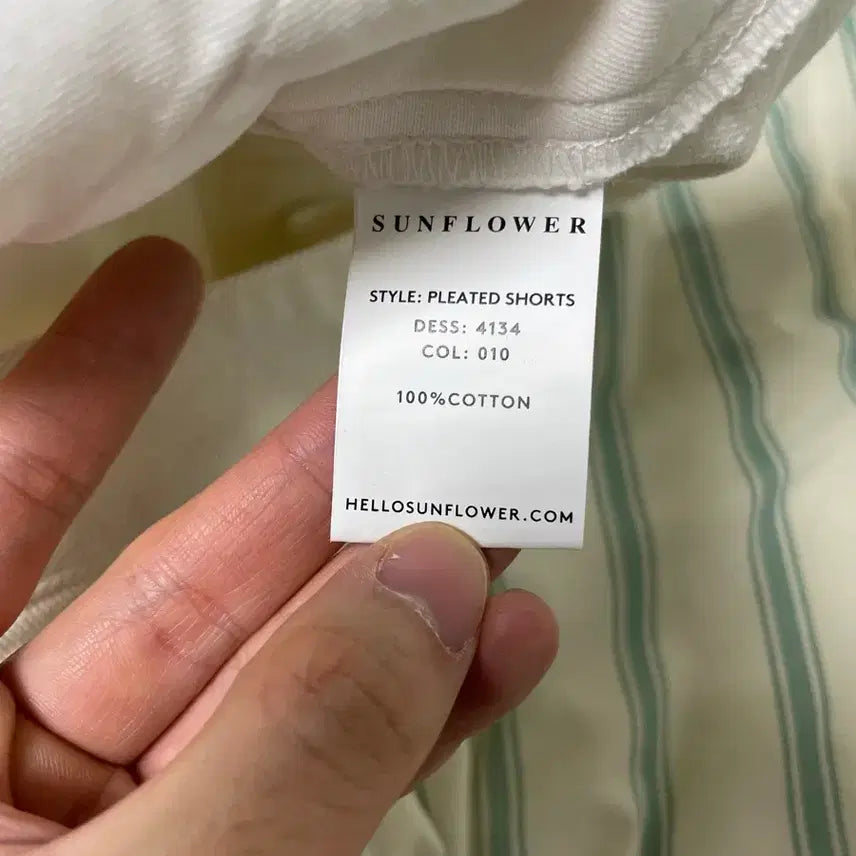 SUNFLOWER
STYLE: PLEATED SHORTS
DESS: 4134
COL: 010
100%COTTON
HELLOSUNFLOWER.COM